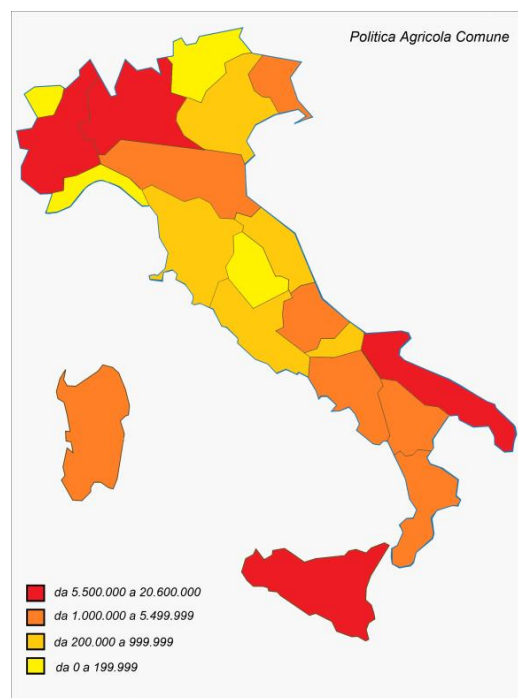 Politica Agricola Comune
da 5.500.000 a 20.600.000
da 1.000.000 a 5.499.999
da 200.000 a 999.999
da 0 a 199.999